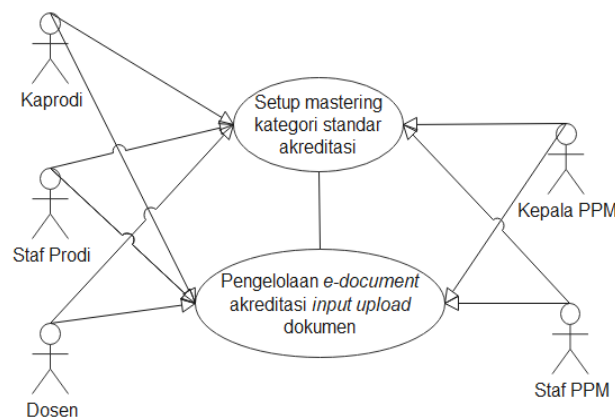 Kaprodi
Setup mastering
kategori standar
akreditasi
Staf Prodi
Kepala PPM
Pengelolaan e-document
akreditasi input upload
dokumen
Dosen
Staf PPM